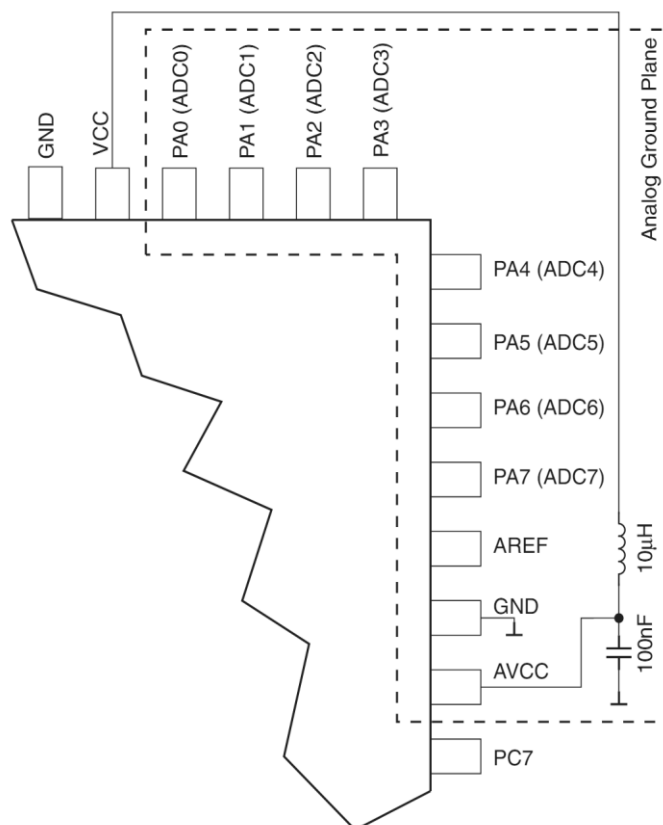 GND
VCC
PA0 (ADC0)
PA1 (ADC1)
PA2 (ADC2)
PA3 (ADC3)
Analog Ground Plane
PA4 (ADC4)
PA5 (ADC5)
PA6 (ADC6)
PA7 (ADC7)
AREF
10μH
GND
AVCC
100nF
PC7